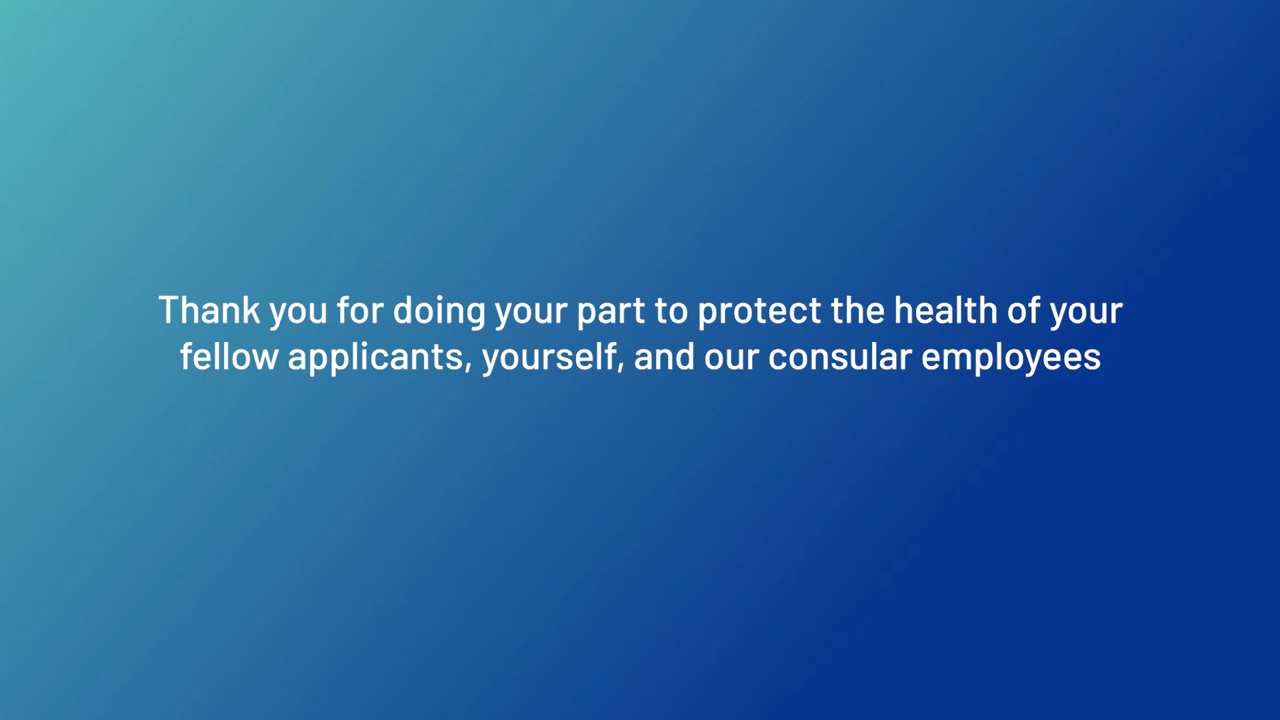 Thank you for doing your part to protect the health of your
fellow applicants, yourself, and our consular employees